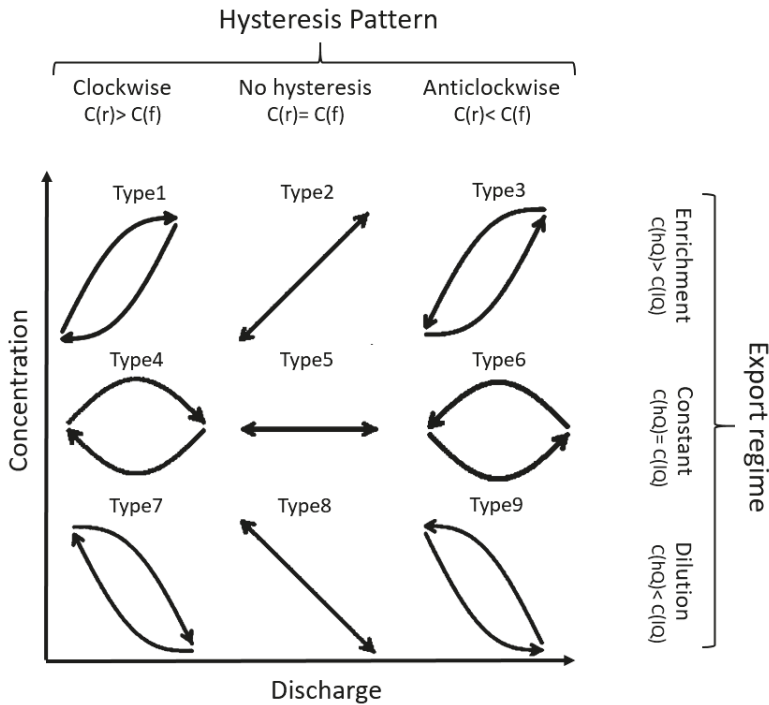 Hysteresis Pattern
Clockwise
C(r)> C(f)
No hysteresis
C(r)= C(f)
Anticlockwise
C(r)< C(f)
Type1
Type2
Type3
Type4
Type5
Type6
Type7
Type8
Type9
Concentration
Discharge
Enrichment
C(hQ)> C(lQ)
Constant
C(hQ)= C(lQ)
Dilution
C(hQ)< C(lQ)
Export regime